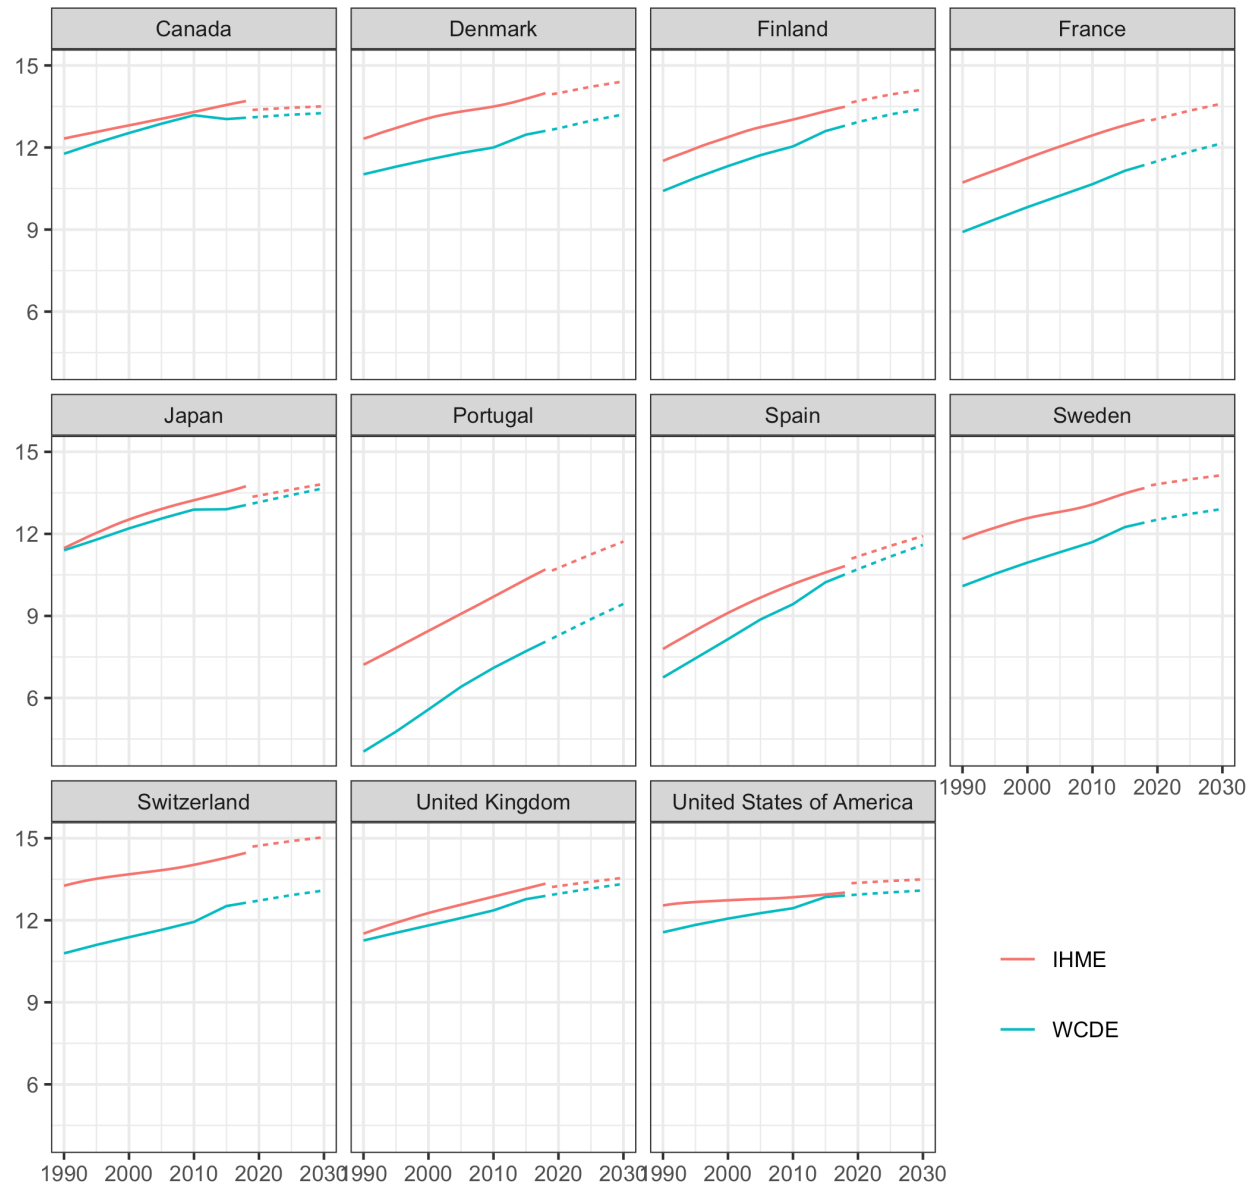 Canada Denmark Finland France
15
12
9
6
Japan Portugal Spain Sweden
15
12
9
6
1990 2000 2010 2020 2030
Switzerland United Kingdom United States of America
15
12
9
6
IHME
WCDE
1990 2000 2010 2020 2030 1990 2000 2010 2020 2030 1990 2000 2010 2020 2030